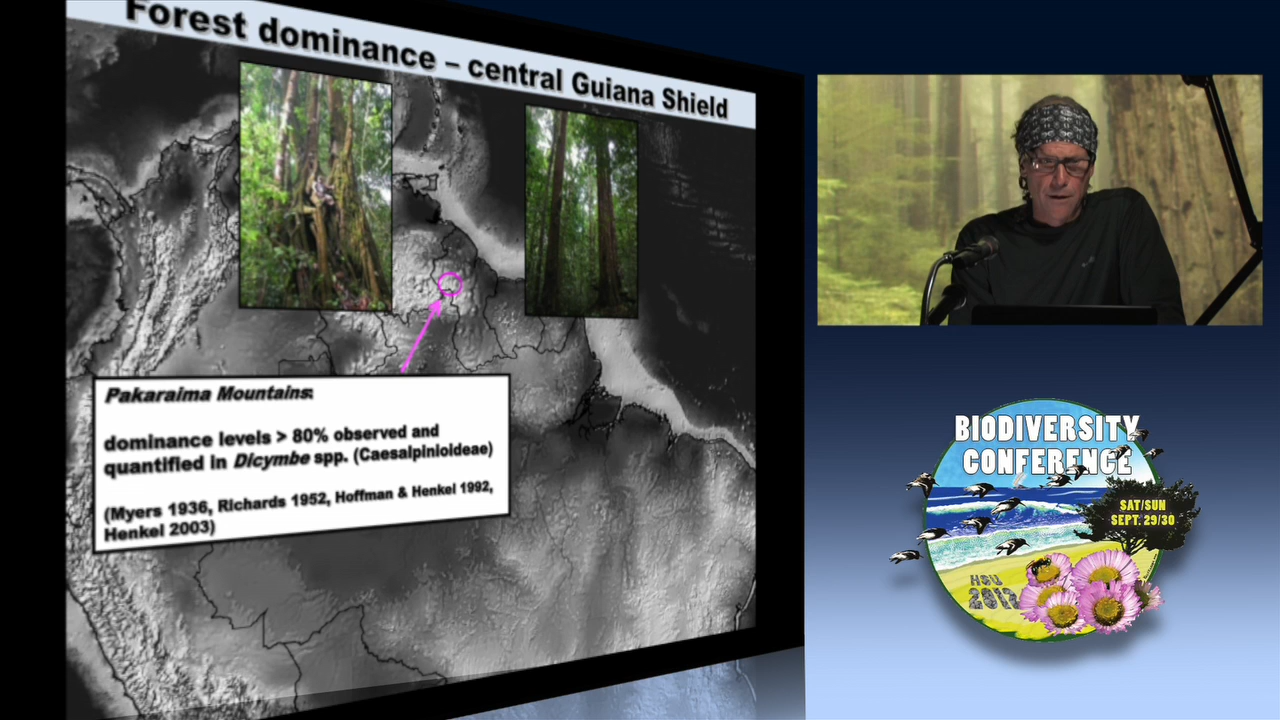 Forest dominance – central Guiana Shield
Pakaraima Mountains:
dominance levels > 80% observed and
quantified in Dicymbe spp. (Caesalpinioideae)
(Myers 1936, Richards 1952, Hoffman & Henkel 1992,
Henkel 2003)
BIODIVERSITY
CONFERENCE
SAT/SUN
SEPT. 29/30
HSU
2012